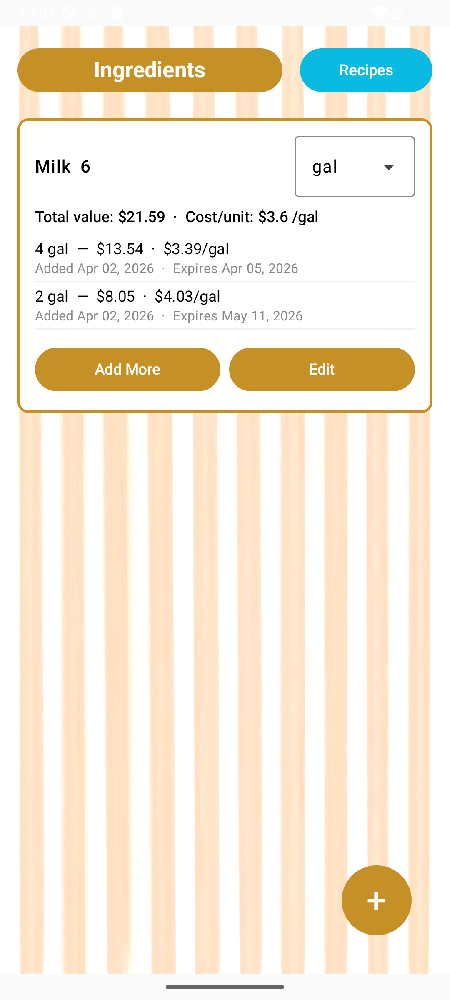 12:31
Ingredients
Recipes
Milk 6
gal
Total value: $21.59 · Cost/unit: $3.6 /gal
4 gal — $13.54 · $3.39/gal
Added Apr 02, 2026 · Expires Apr 05, 2026
2 gal — $8.05 · $4.03/gal
Added Apr 02, 2026 · Expires May 11, 2026
Add More
Edit
+